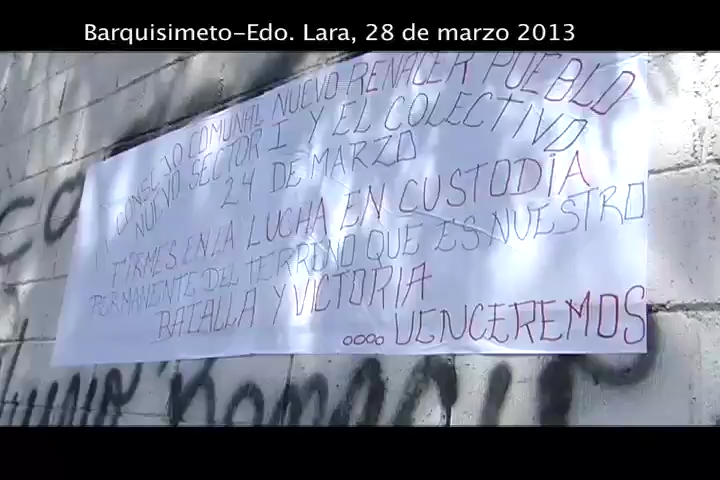 Barquisimeto-Edo. Lara, 28 de marzo 2013
CONSEJO COMUNAL NUEVO RENACER PUEBLO
NUEVO SECTOR I Y EL COLECTIVO
24 DE MARZO
FIRMES EN LA LUCHA EN CUSTODIA
PERMANENTE DEL TERRENO QUE ES NUESTRO
BATALLA Y VICTORIA
oooo VENCEREMOS